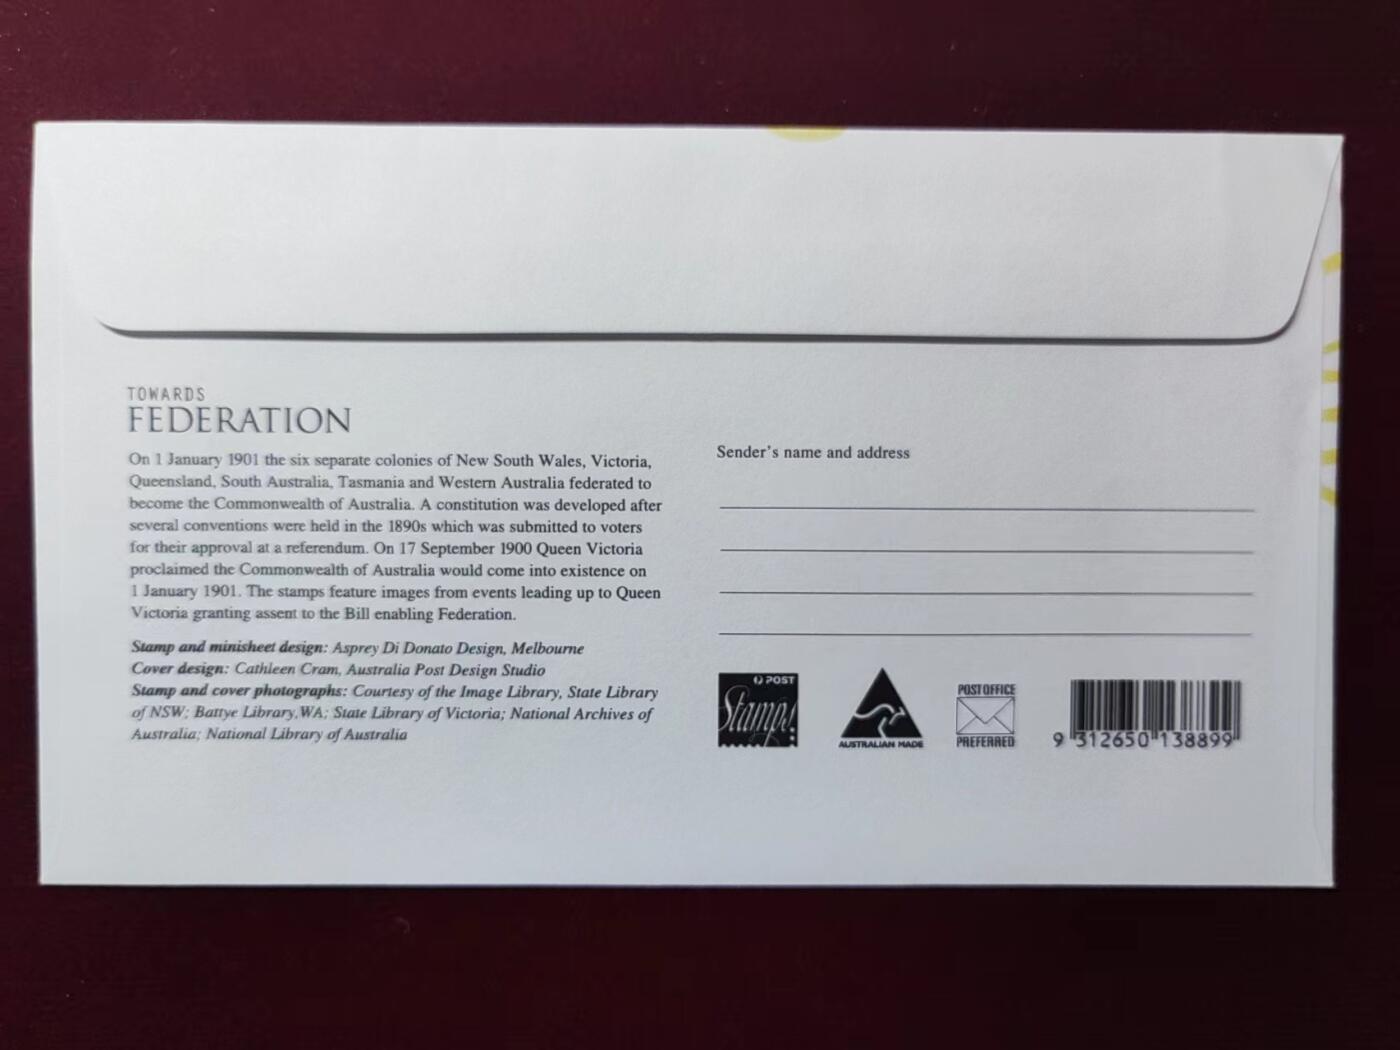 TOWARDS
FEDERATION
On 1 January 1901 the six separate colonies of New South Wales, Victoria,
Queensland, South Australia, Tasmania and Western Australia federated to
become the Commonwealth of Australia. A constitution was developed after
several conventions were held in the 1890s which was submitted to voters
for their approval at a referendum. On 17 September 1900 Queen Victoria
proclaimed the Commonwealth of Australia would come into existence on
1 January 1901. The stamps feature images from events leading up to Queen
Victoria granting assent to the Bill enabling Federation.
Stamp and minisheet design: Asprey Di Donato Design, Melbourne
Cover design: Cathleen Cram, Australia Post Design Studio
Stamp and cover photographs: Courtesy of the Image Library, State Library
of NSW; Battye Library,WA; State Library of Victoria; National Archives of
Australia; National Library of Australia
Sender's name and address
POST
Stamps!
AUSTRALIAN MADE
POST OFFICE
PREFERRED
9 312650 138899